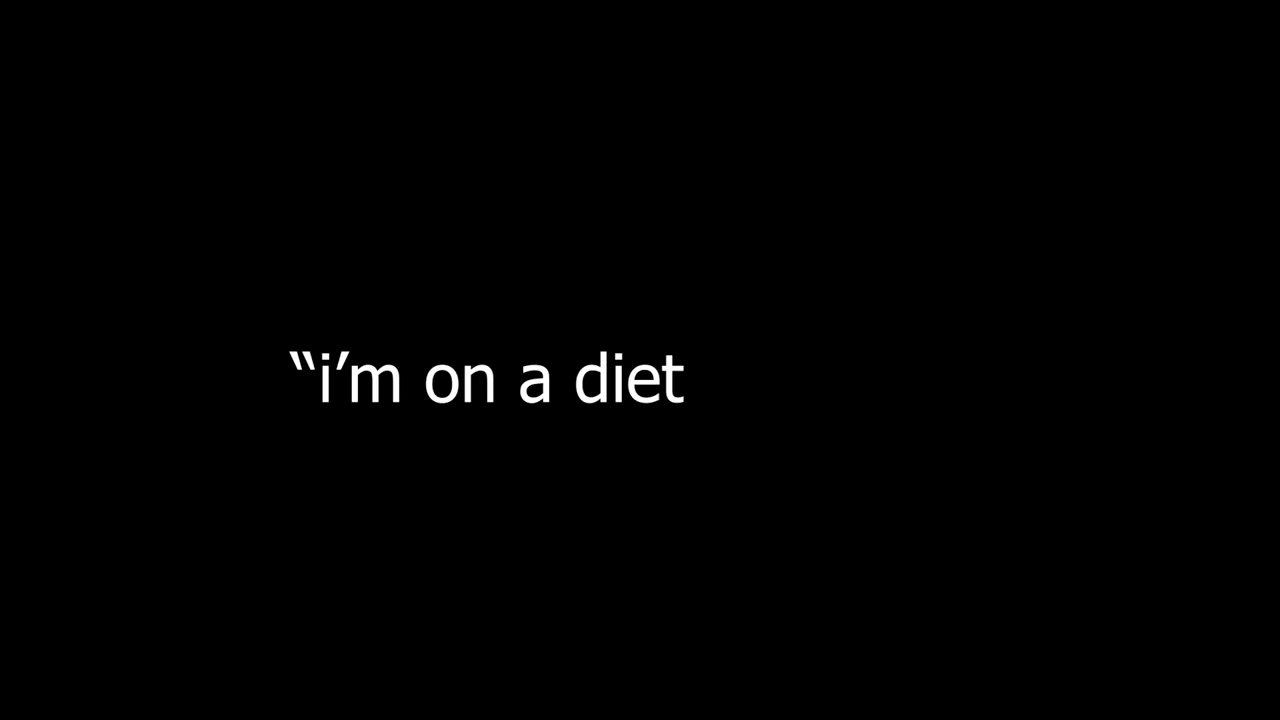 “i’m on a diet